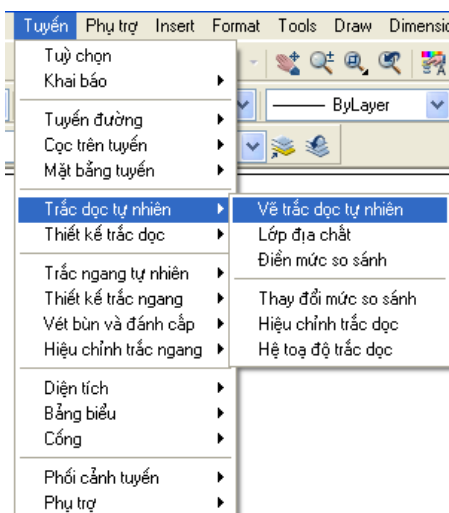 Tuyến Phụ trợ Insert Format Tools Draw Dimensio
Tuỳ chọn
Khai báo
ByLayer
Tuyến đường
Cọc trên tuyến
Mặt bằng tuyến
Trắc dọc tự nhiên
Vẽ trắc dọc tự nhiên
Thiết kế trắc dọc
Lớp địa chất
Điền mức so sánh
Trắc ngang tự nhiên
Thiết kế trắc ngang
Thay đổi mức so sánh
Vét bùn và đánh cấp
Hiệu chỉnh trắc dọc
Hiệu chỉnh trắc ngang
Hệ toạ độ trắc dọc
Diện tích
Bảng biểu
Cống
Phối cảnh tuyến
Phụ trợ